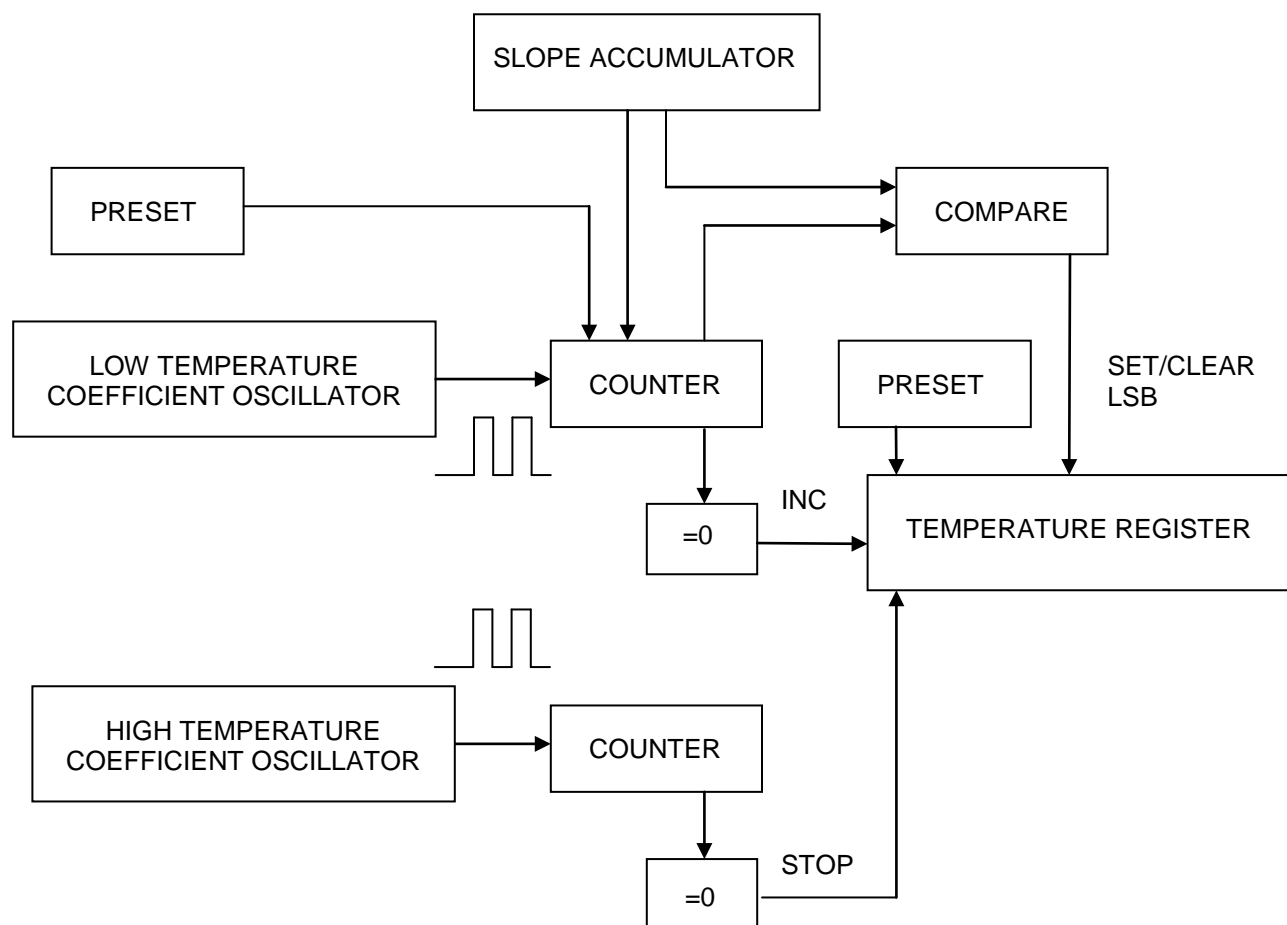 SLOPE ACCUMULATOR
PRESET
COMPARE
LOW TEMPERATURE
COEFFICIENT OSCILLATOR
COUNTER
PRESET
SET/CLEAR
LSB
=0
INC
TEMPERATURE REGISTER
HIGH TEMPERATURE
COEFFICIENT OSCILLATOR
COUNTER
=0
STOP